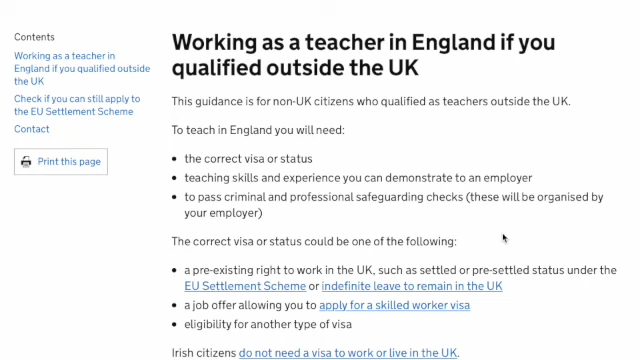 Contents
Working as a teacher in
England if you qualified outside
the UK
Check if you can still apply to
the EU Settlement Scheme
Contact
Print this page
Working as a teacher in England if you
qualified outside the UK
This guidance is for non-UK citizens who qualified as teachers outside the UK.
To teach in England you will need:
• the correct visa or status
• teaching skills and experience you can demonstrate to an employer
• to pass criminal and professional safeguarding checks (these will be organised by
your employer)
The correct visa or status could be one of the following:
• a pre-existing right to work in the UK, such as settled or pre-settled status under the
EU Settlement Scheme or indefinite leave to remain in the UK
• a job offer allowing you to apply for a skilled worker visa
• eligibility for another type of visa
Irish citizens do not need a visa to work or live in the UK.